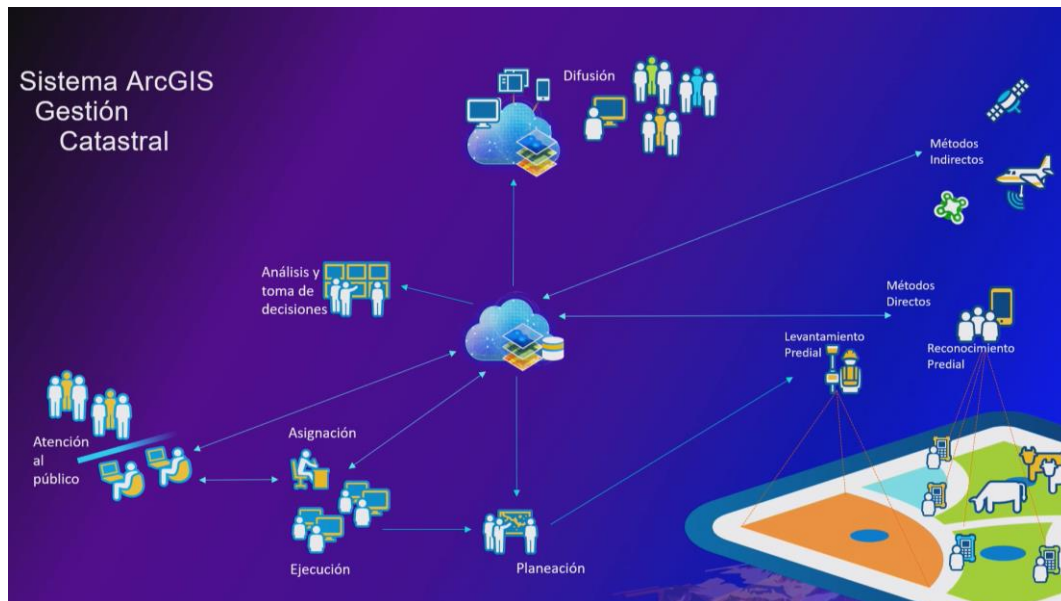 Sistema ArcGIS
Gestión
Catastral
Difusión
Métodos
Indirectos
Análisis y
toma de
decisiones
Métodos
Directos
Levantamiento
Predial
Reconocimiento
Predial
Atención
al
público
Asignación
Ejecución
Planeación